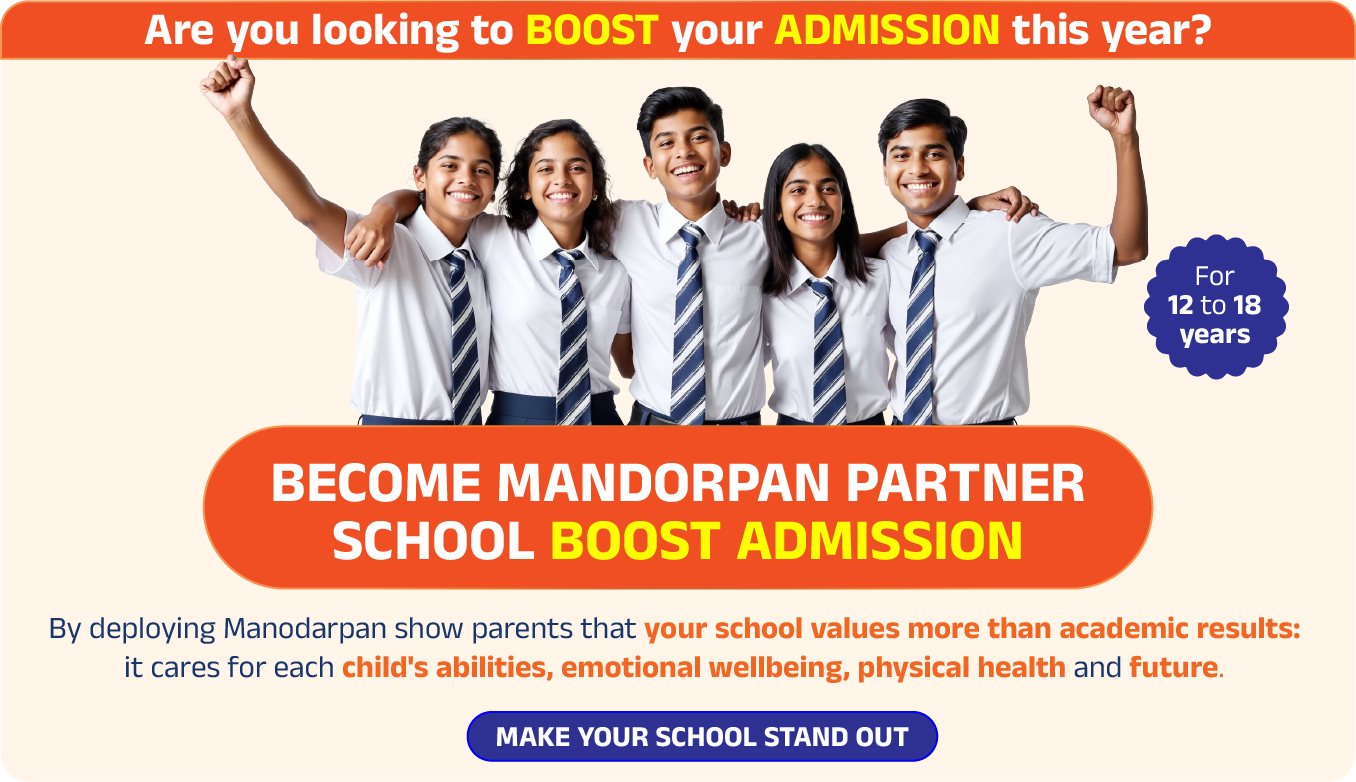 Are you looking to BOOST your ADMISSION this year?
For
12 to 18
years
BECOME MANDORPAN PARTNER
SCHOOL BOOST ADMISSION
By deploying Manodarpan show parents that your school values more than academic results:
it cares for each child's abilities, emotional wellbeing, physical health and future.
MAKE YOUR SCHOOL STAND OUT